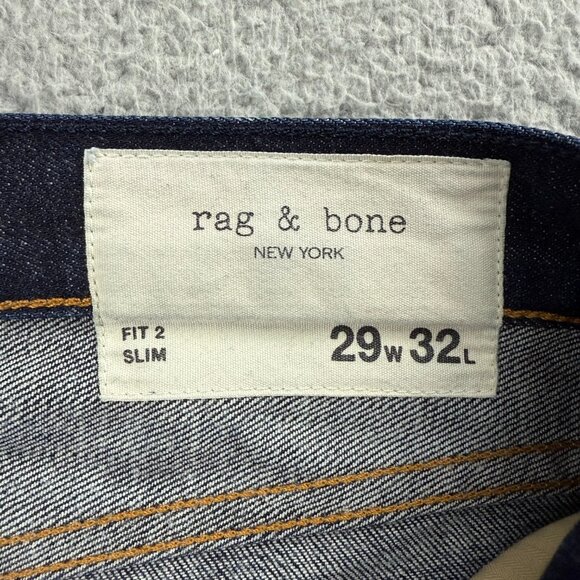 rag & bone
NEW YORK
FIT 2
SLIM
29W 32L